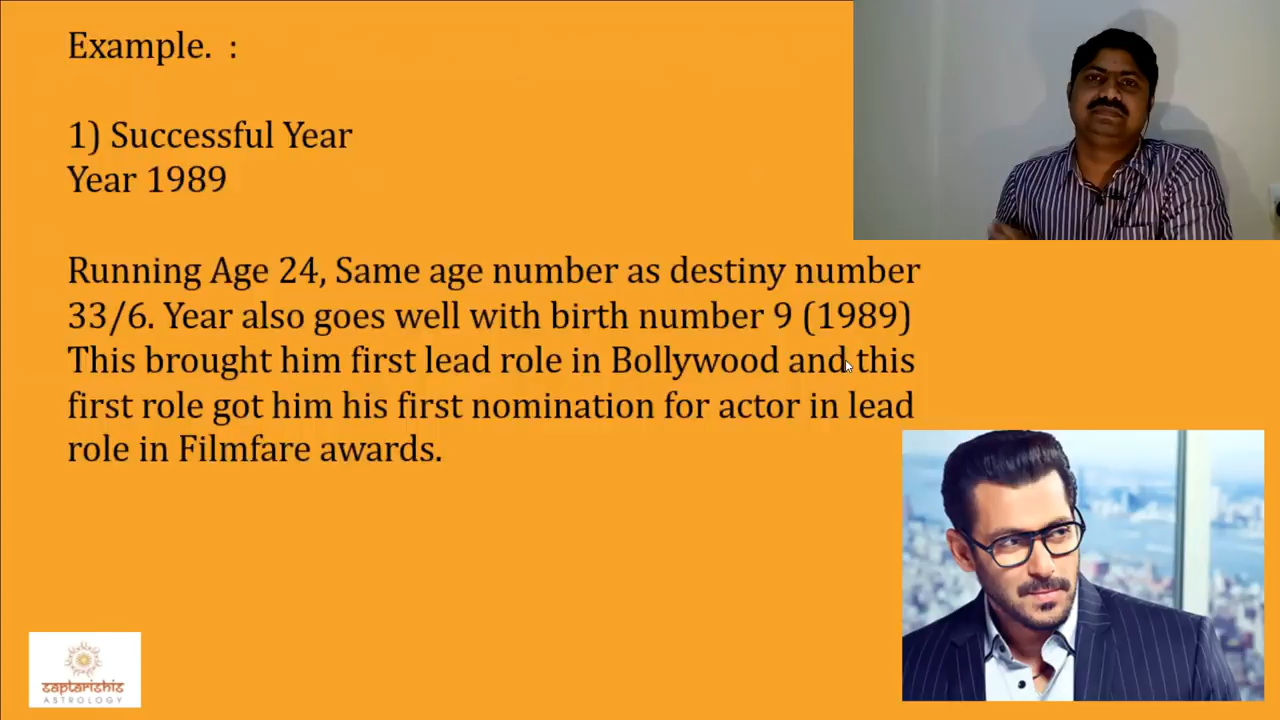 Example.  :
1) Successful Year
Year 1989
Running Age 24, Same age number as destiny number
33/6. Year also goes well with birth number 9 (1989)
This brought him first lead role in Bollywood and this
first role got him his first nomination for actor in lead
role in Filmfare awards.
saptarishis
ASTROLOGY